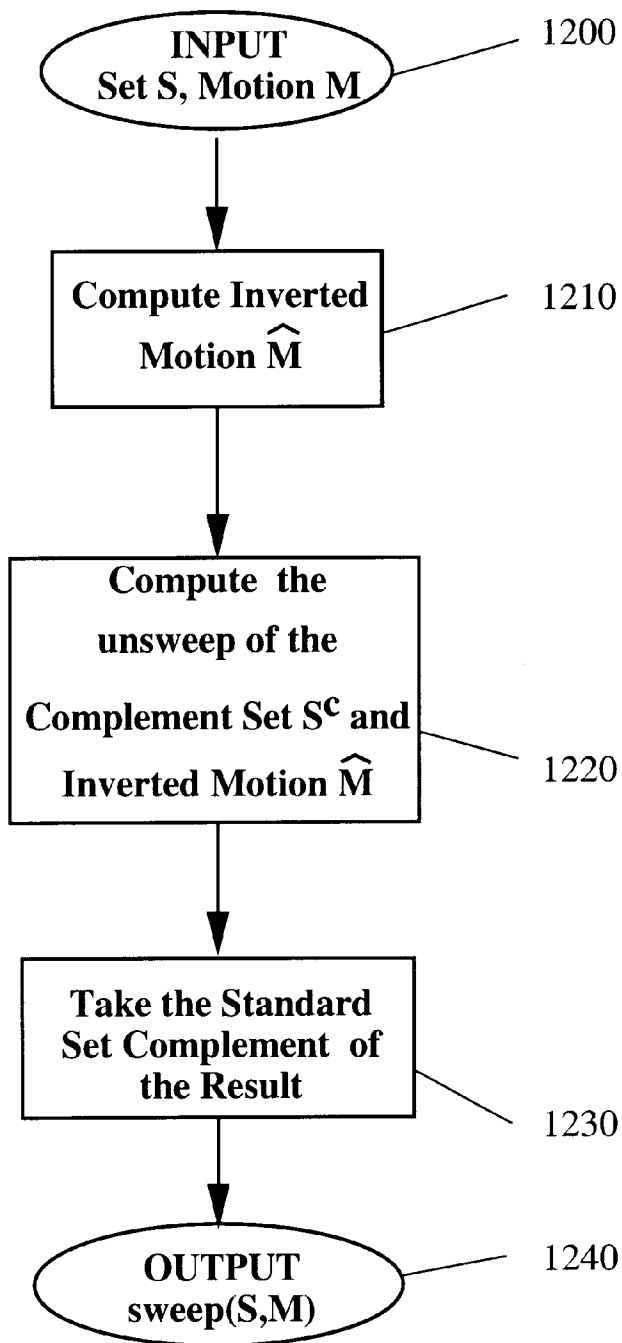 INPUT
Set S, Motion M
1200
Compute Inverted
Motion M̂
1210
Compute the
unsweep of the
Complement Set Sᶜ and
Inverted Motion M̂
1220
Take the Standard
Set Complement of
the Result
1230
OUTPUT
sweep(S,M)
1240